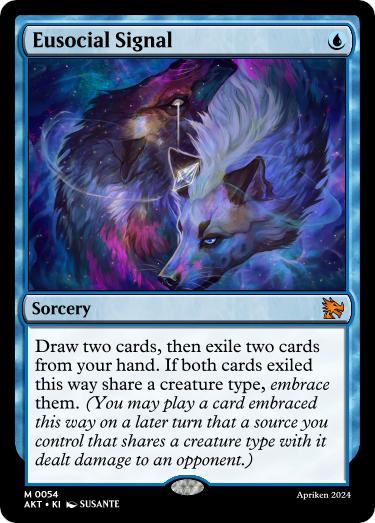 Eusocial Signal
Sorcery
Draw two cards, then exile two cards
from your hand. If both cards exiled
this way share a creature type, embrace
them. (You may play a card embraced
this way on a later turn that a source you
control that shares a creature type with it
dealt damage to an opponent.)
M 0054
Apriken 2024
AKT • KI SUSANTE